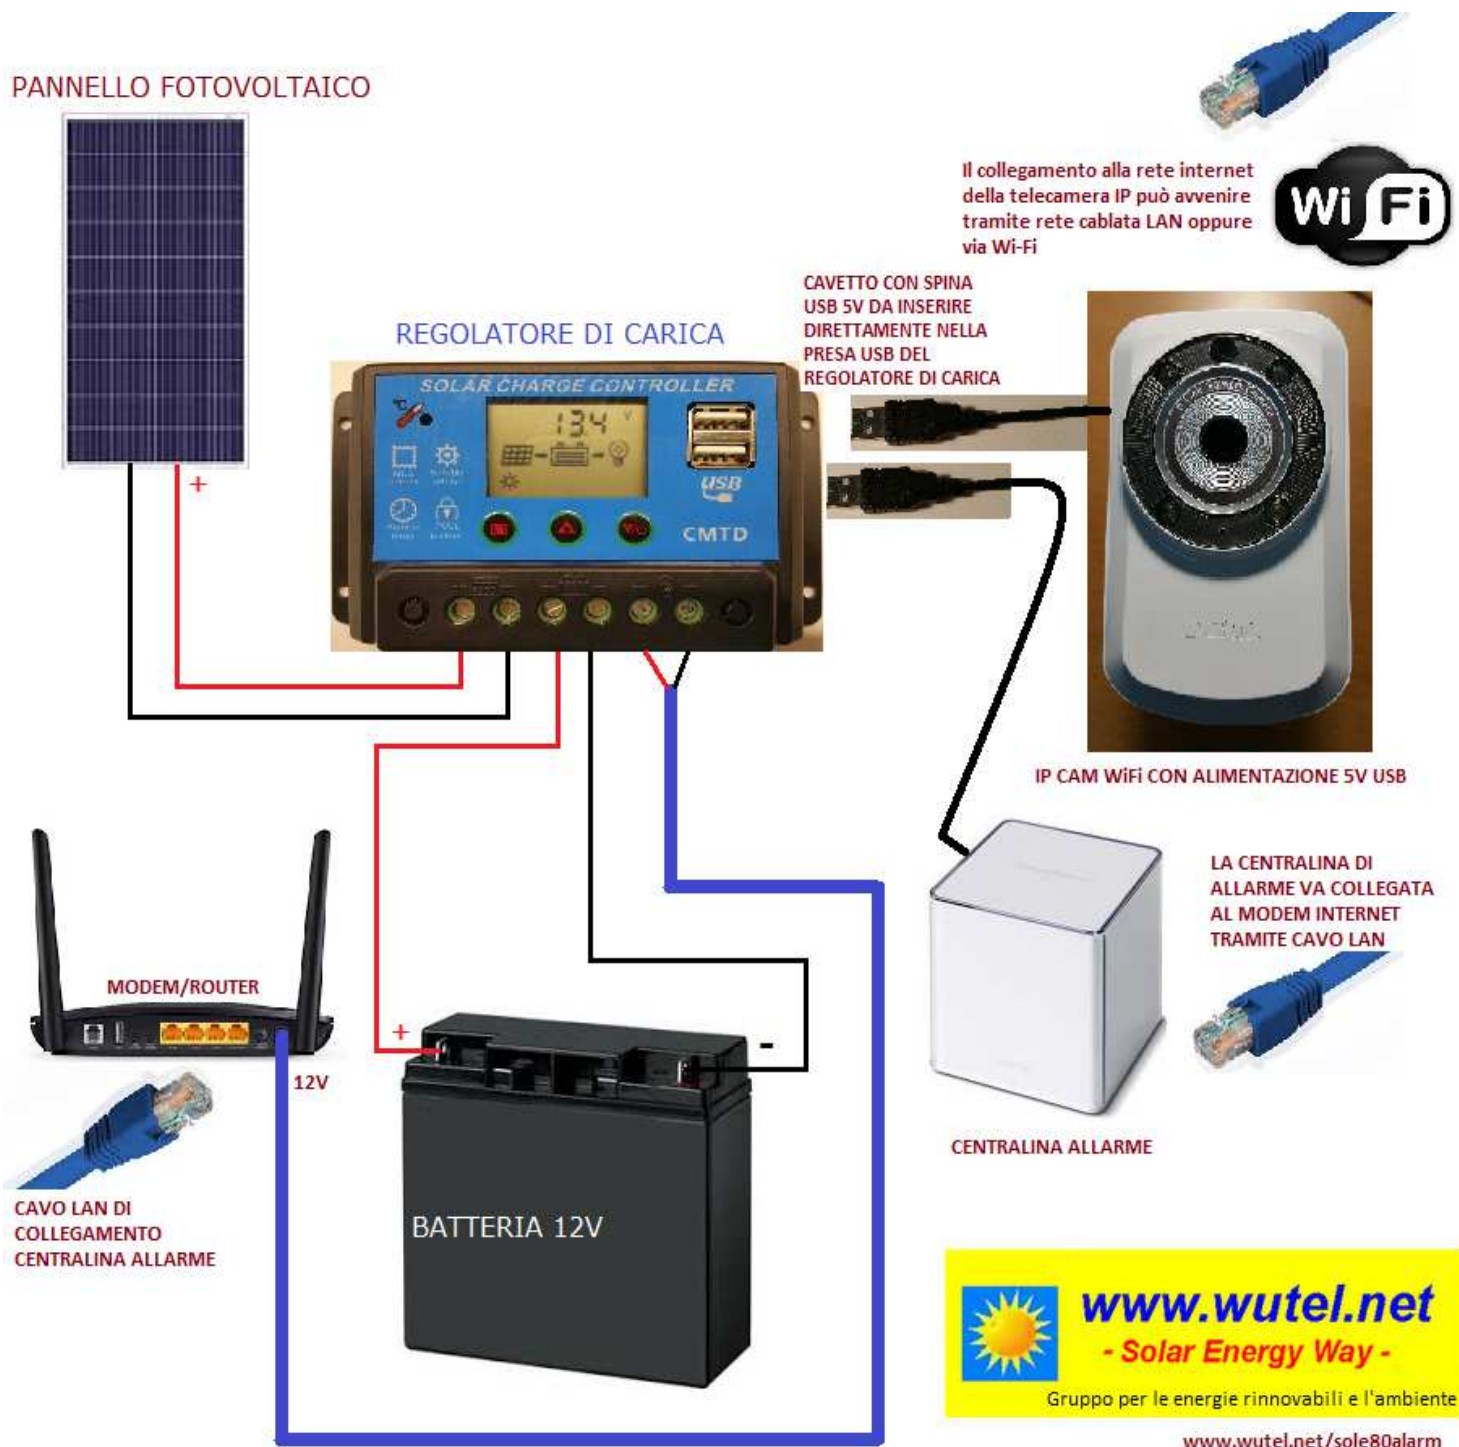 PANNELLO FOTOVOLTAICO
+
Il collegamento alla rete internet
della telecamera IP può avvenire
tramite rete cablata LAN oppure
via Wi-Fi
Wi Fi
CAVETTO CON SPINA
USB 5V DA INSERIRE
DIRETTAMENTE NELLA
PRESA USB DEL
REGOLATORE DI CARICA
REGOLATORE DI CARICA
SOLAR CHARGE CONTROLLER
°C
134 V
USB
CMTD
IP CAM WiFi CON ALIMENTAZIONE 5V USB
LA CENTRALINA DI
ALLARME VA COLLEGATA
AL MODEM INTERNET
TRAMITE CAVO LAN
CENTRALINA ALLARME
MODEM/ROUTER
12V
CAVO LAN DI
COLLEGAMENTO
CENTRALINA ALLARME
+
-
BATTERIA 12V
www.wutel.net
- Solar Energy Way -
Gruppo per le energie rinnovabili e l'ambiente
www.wutel.net/sole80alarm